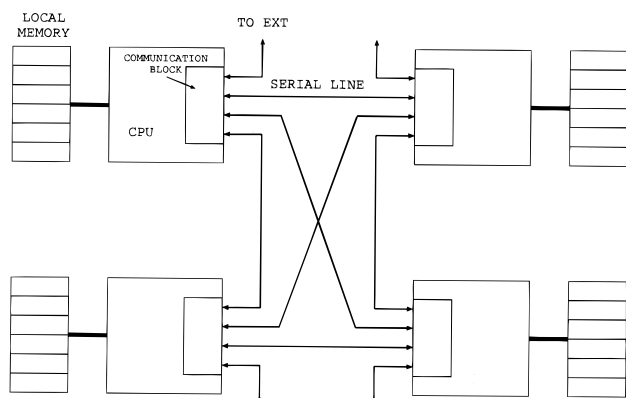 LOCAL
MEMORY
TO EXT
COMMUNICATION
BLOCK
SERIAL LINE
CPU